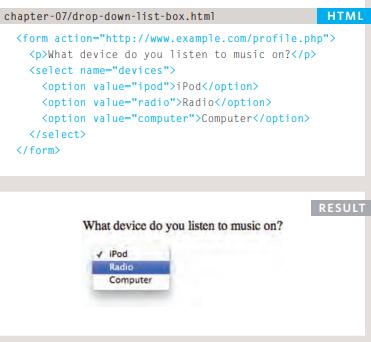 chapter-07/drop-down-list-box.html HTML
<form action="http://www.example.com/profile.php">
<p>What device do you listen to music on?</p>
<select name="devices">
<option value="ipod">iPod</option>
<option value="radio">Radio</option>
<option value="computer">Computer</option>
</select>
</form>
RESULT
What device do you listen to music on?
✓ iPod
Radio
Computer